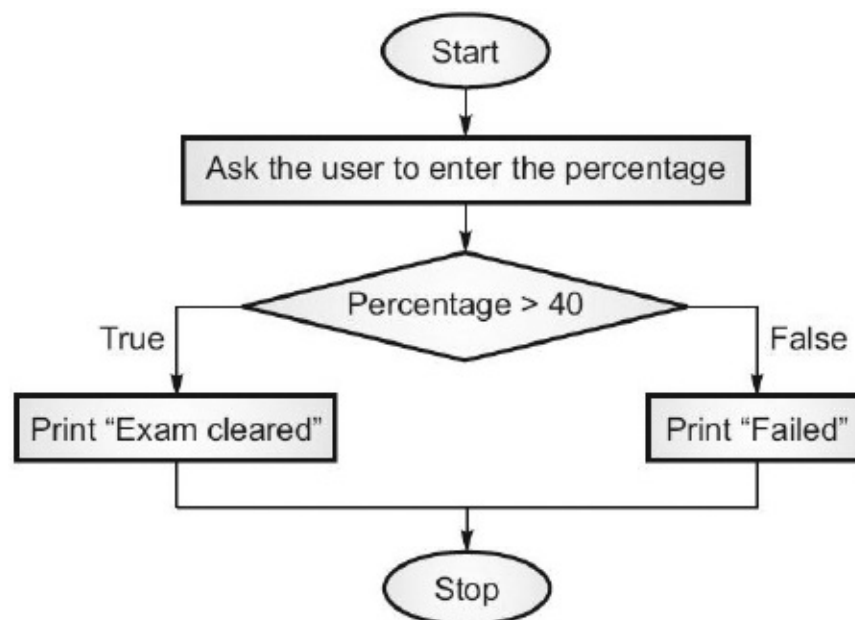 Start
Ask the user to enter the percentage
Percentage > 40
True
False
Print “Exam cleared”
Print “Failed”
Stop